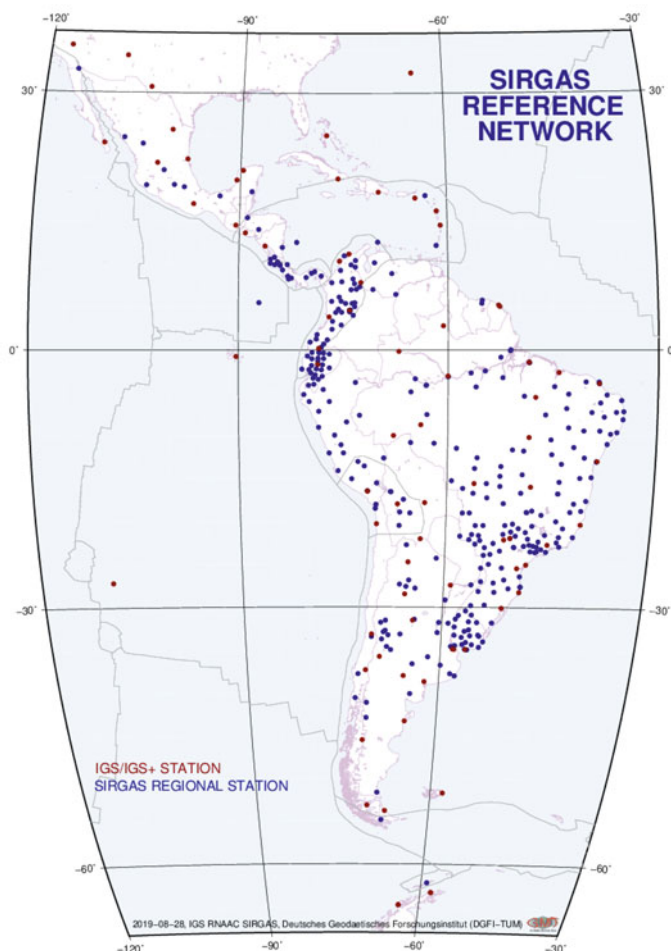 −120˚ −90˚ −60˚ −30˚
30˚ 30˚
SIRGAS
REFERENCE
NETWORK
0˚ 0˚
−30˚ −30˚
IGS/IGS+ STATION
SIRGAS REGIONAL STATION
−60˚ −60˚
2019−08−28, IGS RNAAC SIRGAS, Deutsches Geodaetisches Forschungsinstitut (DGFI−TUM)
−120˚ −90˚ −60˚ −30˚